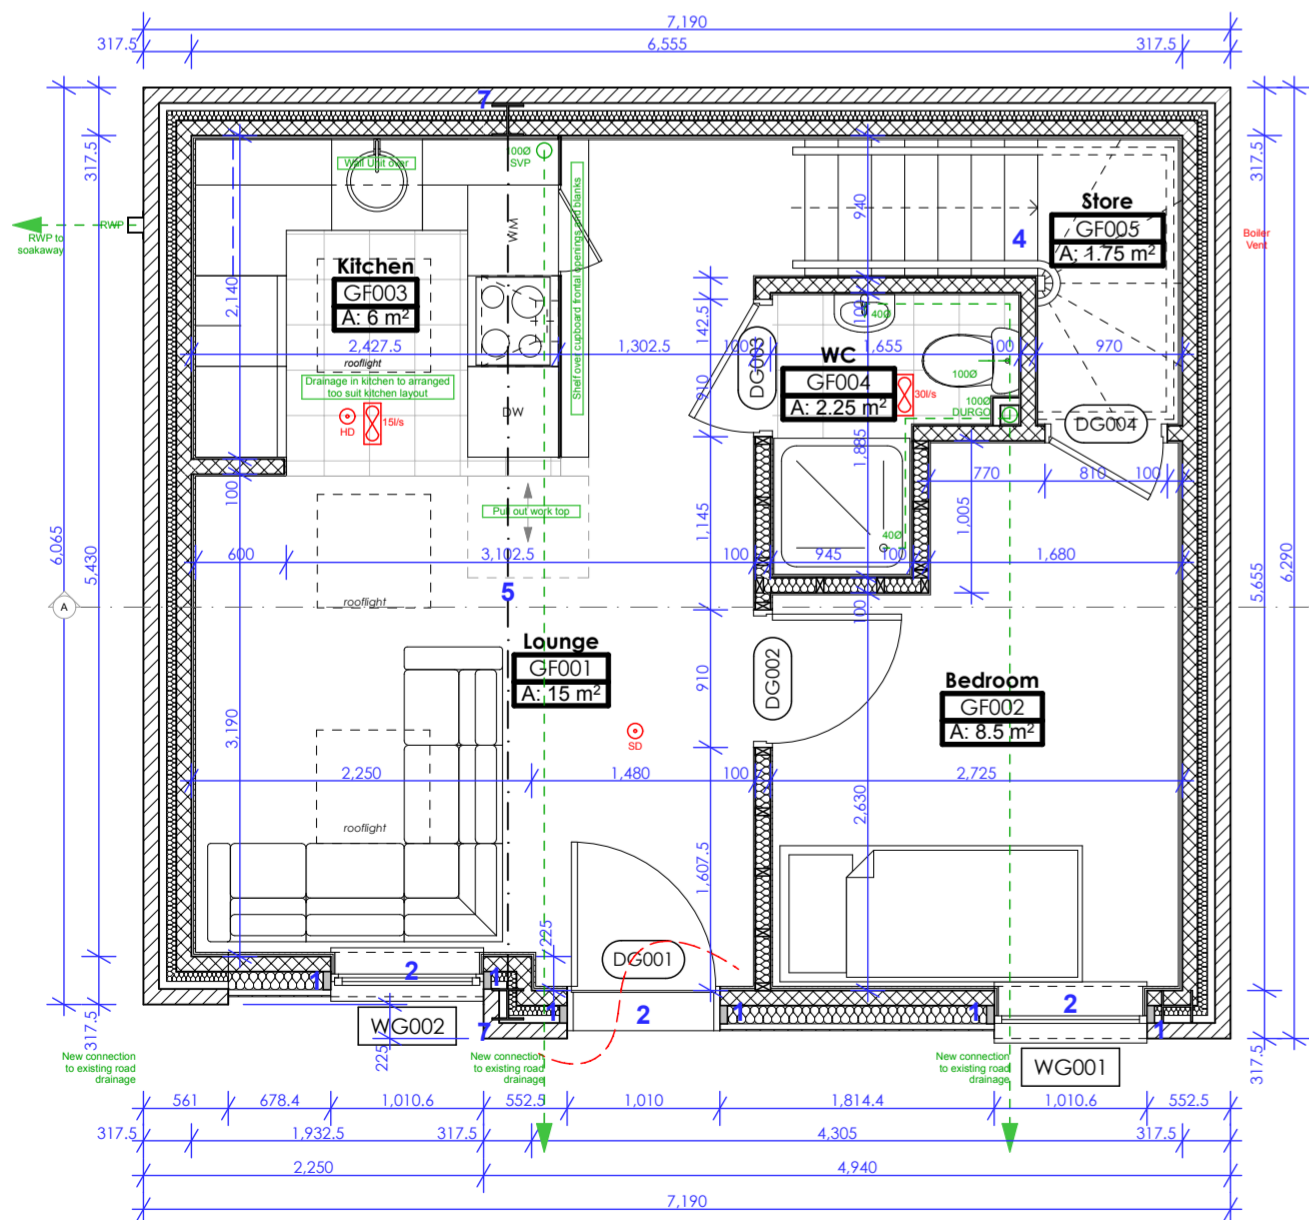 7,190
317.5
6,555
317.5
7
100Ø
SVP
Wall Unit over
Shelf over cupboard frontal openings and blanks
WM
RWP
RWP to
soakaway
317.5
317.5
940
4
Store
GF005
A: 1.75 m²
Boiler
Vent
317.5
Kitchen
GF003
A: 6 m²
2,140
2,427.5
rooflight
Drainage in kitchen to arranged
too suit kitchen layout
HD
15l/s
DW
1,302.5
142.5
100
DG003
910
100
40Ø
1,655
WC
GF004
A: 2.25 m²
30l/s
100
100Ø
100Ø
DURGO
970
DG004
1,885
770
810
100
100
Pull out work top
1,145
1,005
40Ø
600
3,102.5
100
945
100
1,680
6,065
5,430
5,655
6,290
A
rooflight
5
100
Lounge
GF001
A: 15 m²
910
DG002
Bedroom
GF002
A: 8.5 m²
3,190
SD
2,250
1,480
100
2,725
2,630
rooflight
1,607.5
225
DG001
1
2
1
1
2
1
1
2
1
WG002
7
225
WG001
317.5
317.5
317.5
New connection
to existing road
drainage
New connection
to existing road
drainage
New connection
to existing road
drainage
561
678.4
1,010.6
552.5
1,010
1,814.4
1,010.6
552.5
317.5
1,932.5
317.5
4,305
317.5
2,250
4,940
7,190